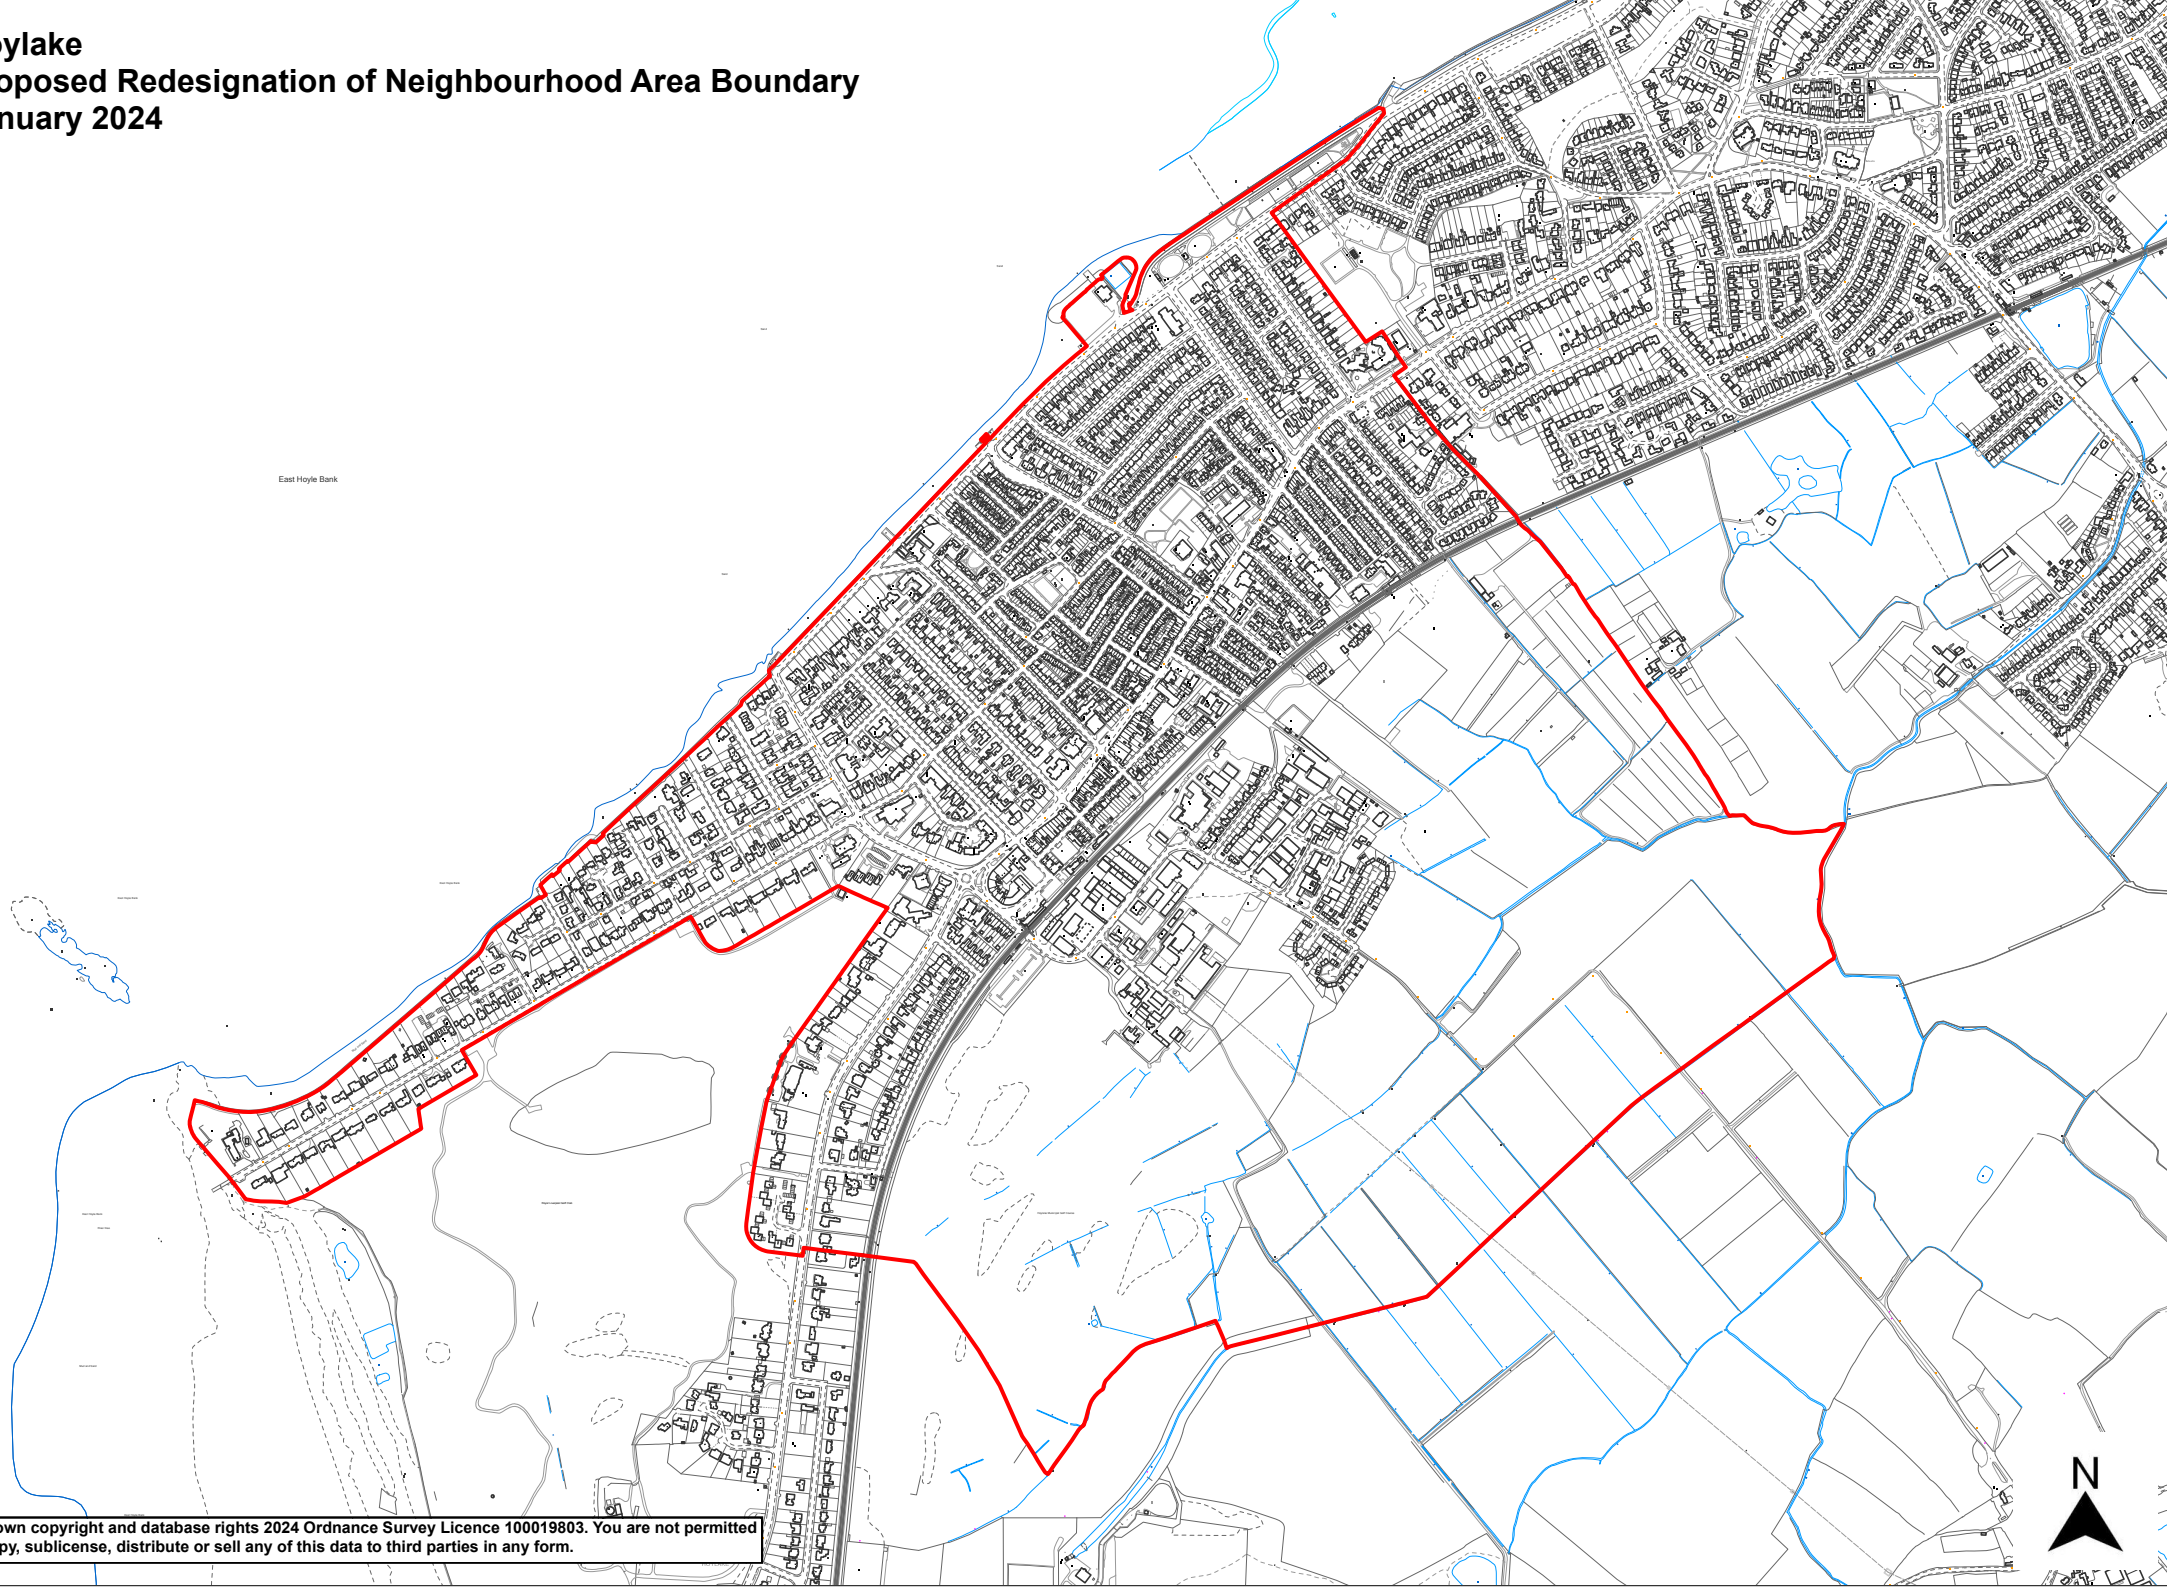 oylake
oposed Redesignation of Neighbourhood Area Boundary
nuary 2024
East Hoyle Bank
N
own copyright and database rights 2024 Ordnance Survey Licence 100019803. You are not permitted
py, sublicense, distribute or sell any of this data to third parties in any form.